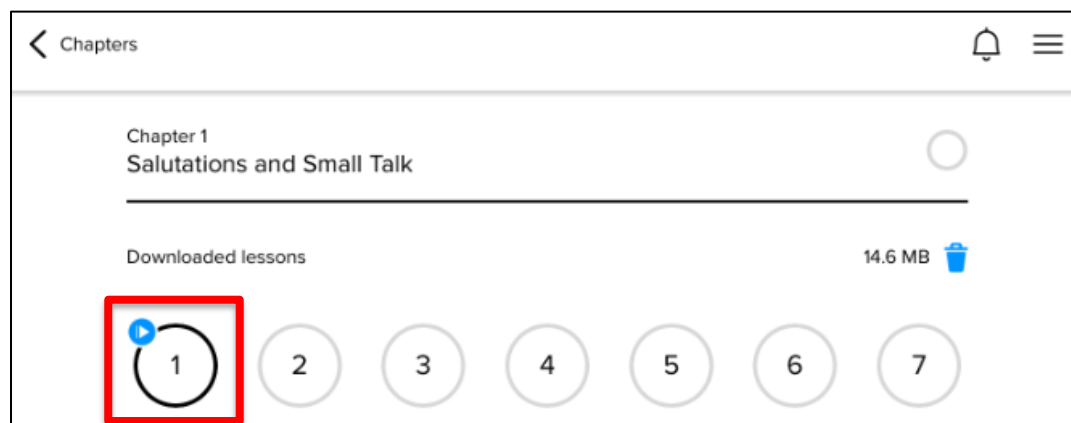 Chapters
Chapter 1
Salutations and Small Talk
Downloaded lessons 14.6 MB
1 2 3 4 5 6 7